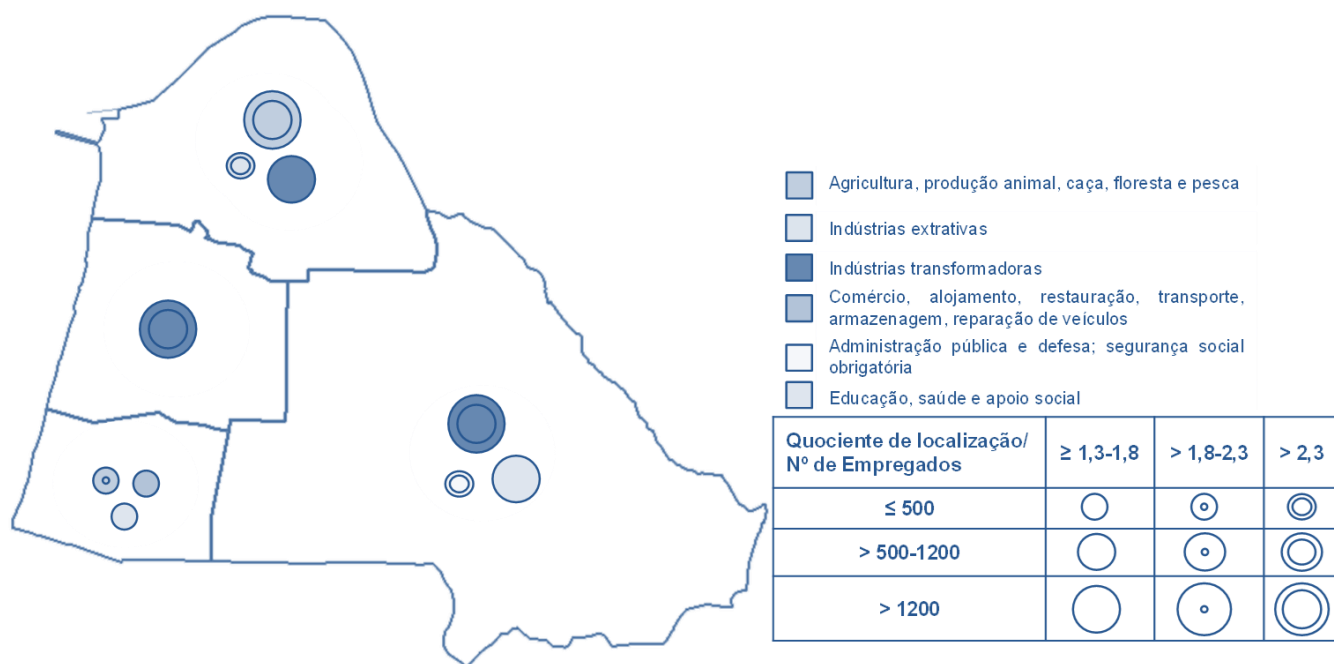 Agricultura, produção animal, caça, floresta e pesca
Indústrias extrativas
Indústrias transformadoras
Comércio, alojamento, restauração, transporte,
armazenagem, reparação de veículos
Administração pública e defesa; segurança social
obrigatória
Educação, saúde e apoio social
Quociente de localização/
Nº de Empregados
≥ 1,3-1,8
> 1,8-2,3
> 2,3
≤ 500
> 500-1200
> 1200